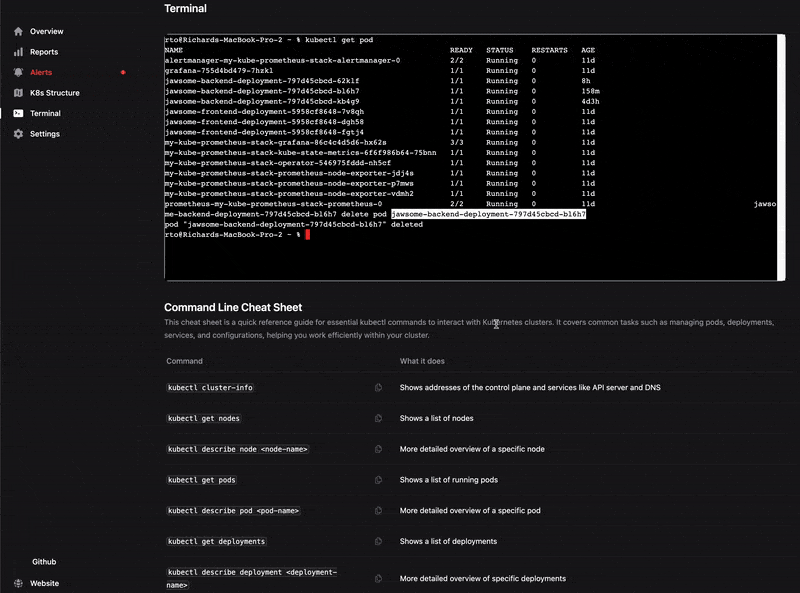 Terminal
Overview
Reports
Alerts
K8s Structure
Terminal
Settings
Github
Website
rto@Richards-MacBook-Pro-2 ~ % kubectl get pod
NAME READY STATUS RESTARTS AGE
alertmanager-my-kube-prometheus-stack-alertmanager-0 2/2 Running 0 11d
grafana-755d4bd479-7hzkl 1/1 Running 0 11d
jawsome-backend-deployment-797d45cbcd-62klf 1/1 Running 0 8h
jawsome-backend-deployment-797d45cbcd-bl6h7 1/1 Running 0 158m
jawsome-backend-deployment-797d45cbcd-kb4g9 1/1 Running 0 4d3h
jawsome-frontend-deployment-5958cf8648-7v8qh 1/1 Running 0 11d
jawsome-frontend-deployment-5958cf8648-dgh58 1/1 Running 0 11d
jawsome-frontend-deployment-5958cf8648-fgtj4 1/1 Running 0 11d
my-kube-prometheus-stack-grafana-86c4c4d5d6-hx62s 3/3 Running 0 11d
my-kube-prometheus-stack-kube-state-metrics-6f6f986b64-75bnn 1/1 Running 0 11d
my-kube-prometheus-stack-operator-546975fddd-nh5cf 1/1 Running 0 11d
my-kube-prometheus-stack-prometheus-node-exporter-jdj4s 1/1 Running 0 11d
my-kube-prometheus-stack-prometheus-node-exporter-p7mws 1/1 Running 0 11d
my-kube-prometheus-stack-prometheus-node-exporter-vdmh2 1/1 Running 0 11d
prometheus-my-kube-prometheus-stack-prometheus-0 2/2 Running 0 11d jawso
me-backend-deployment-797d45cbcd-bl6h7 delete pod jawsome-backend-deployment-797d45cbcd-bl6h7
pod "jawsome-backend-deployment-797d45cbcd-bl6h7" deleted
rto@Richards-MacBook-Pro-2 ~ %
Command Line Cheat Sheet
This cheat sheet is a quick reference guide for essential kubectl commands to interact with Kubernetes clusters. It covers common tasks such as managing pods, deployments,
services, and configurations, helping you work efficiently within your cluster.
Command What it does
kubectl cluster-info Shows addresses of the control plane and services like API server and DNS
kubectl get nodes Shows a list of nodes
kubectl describe node <node-name> More detailed overview of a specific node
kubectl get pods Shows a list of running pods
kubectl describe pod <pod-name> More detailed overview of a specific pod
kubectl get deployments Shows a list of deployments
kubectl describe deployment <deployment-
name> More detailed overview of specific deployments